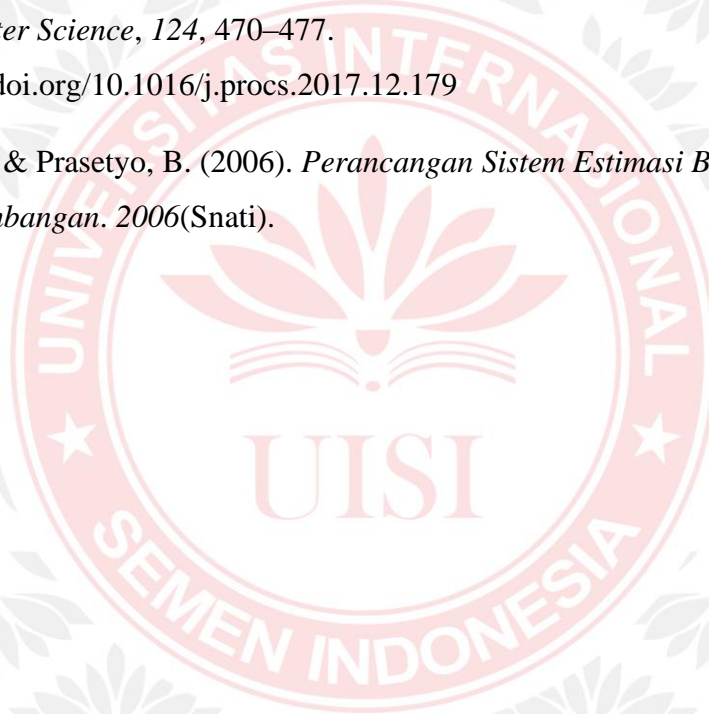 ter Science, 124, 470–477.
doi.org/10.1016/j.procs.2017.12.179
& Prasetyo, B. (2006). Perancangan Sistem Estimasi B
mbangan. 2006(Snati).
UNIVERSITAS INTERNASIONAL
UISI
SEMEN INDONESIA